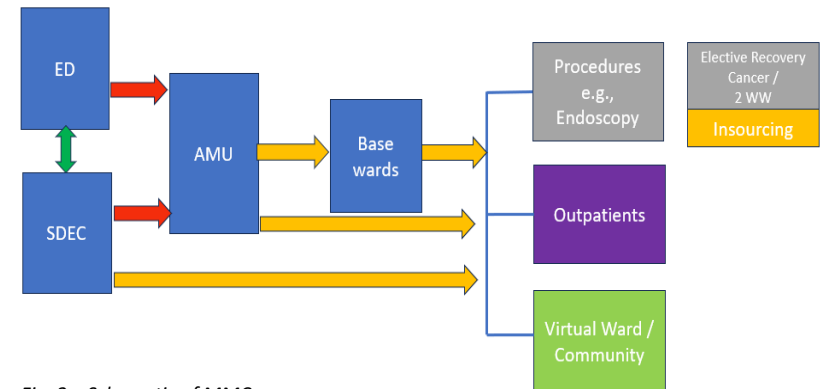 ED
SDEC
AMU
Base
wards
Procedures
e.g.,
Endoscopy
Outpatients
Virtual Ward /
Community
Elective Recovery
Cancer /
2 WW
Insourcing